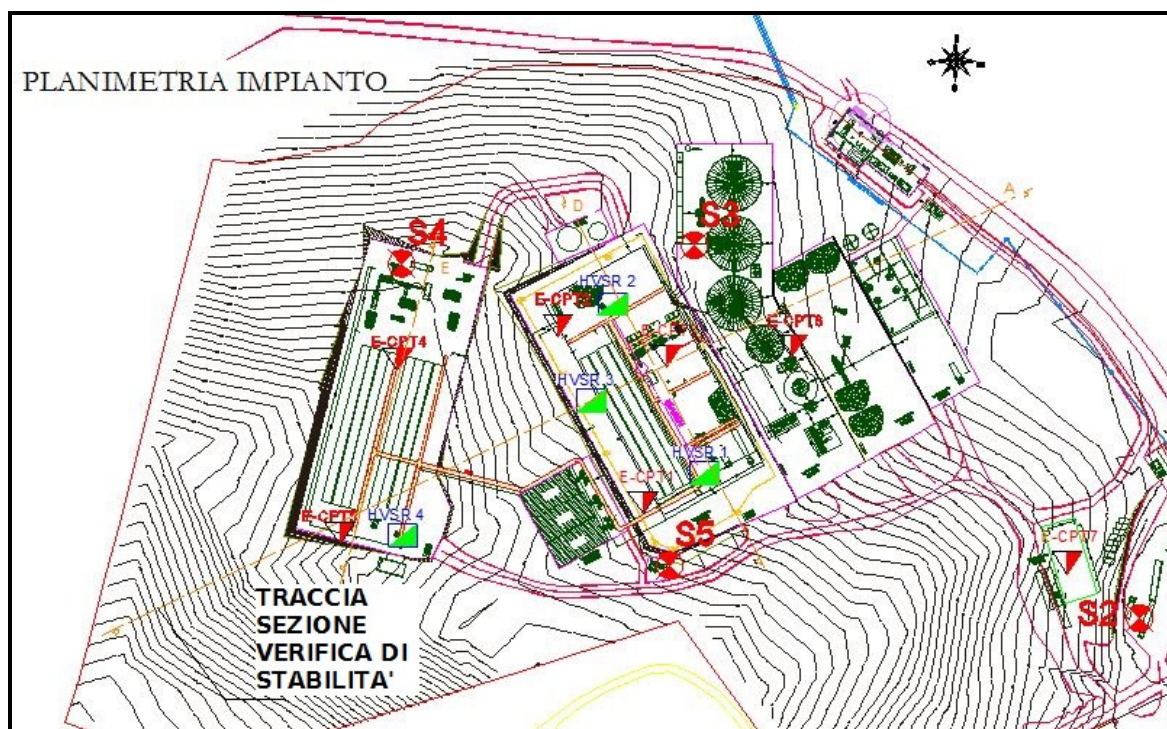 PLANIMETRIA IMPIANTO
A
D
S3
S4
E
HVSR 2
E-CPT6
E-CPT4
HVSR 3
HVSR 1
E-CPT1
HVSR 4
S5
A
E-CPT7
S2
TRACCIA
SEZIONE
VERIFICA DI
STABILITA'